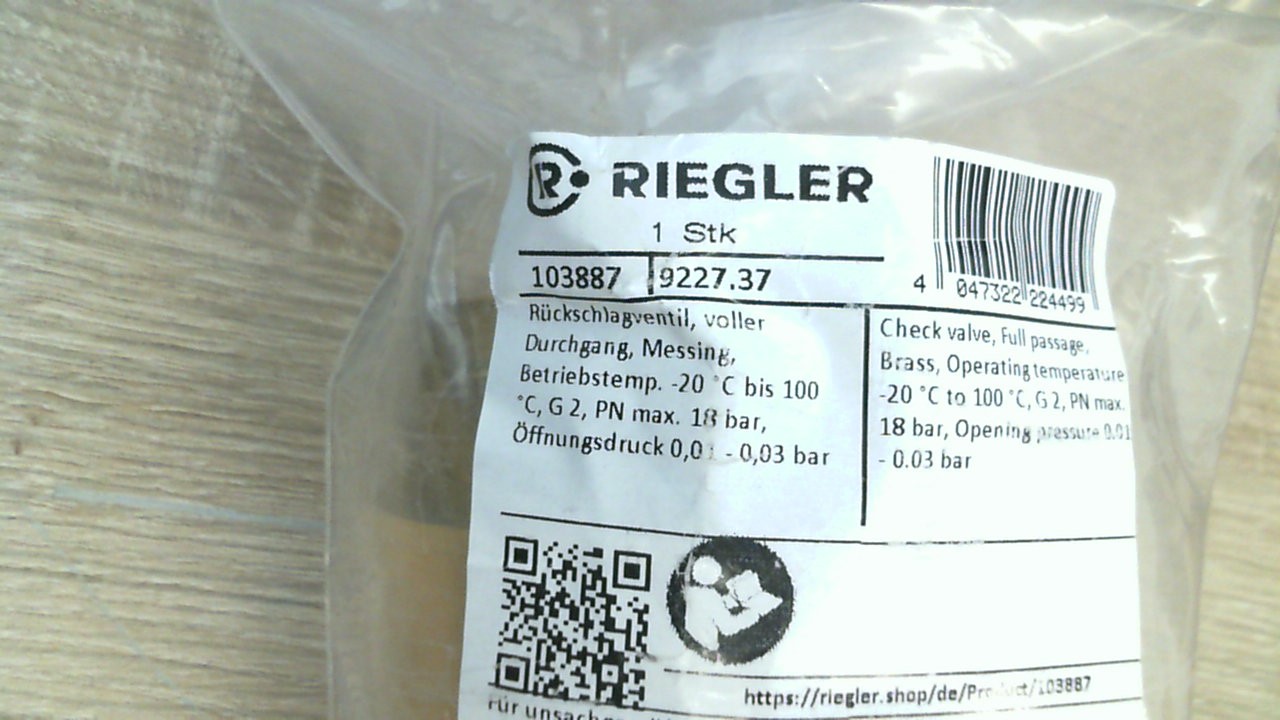 RIEGLER
1 Stk
103887 9227.37
4 047322 224499
Rückschlagventil, voller
Durchgang, Messing,
Betriebstemp. -20 °C bis 100
°C, G 2, PN max. 18 bar,
Öffnungsdruck 0,01 - 0,03 bar
Check valve, Full passage,
Brass, Operating temperature
-20 °C to 100 °C, G 2, PN max.
18 bar, Opening pressure 0.01
- 0.03 bar
https://riegler.shop/de/Product/103887
Für